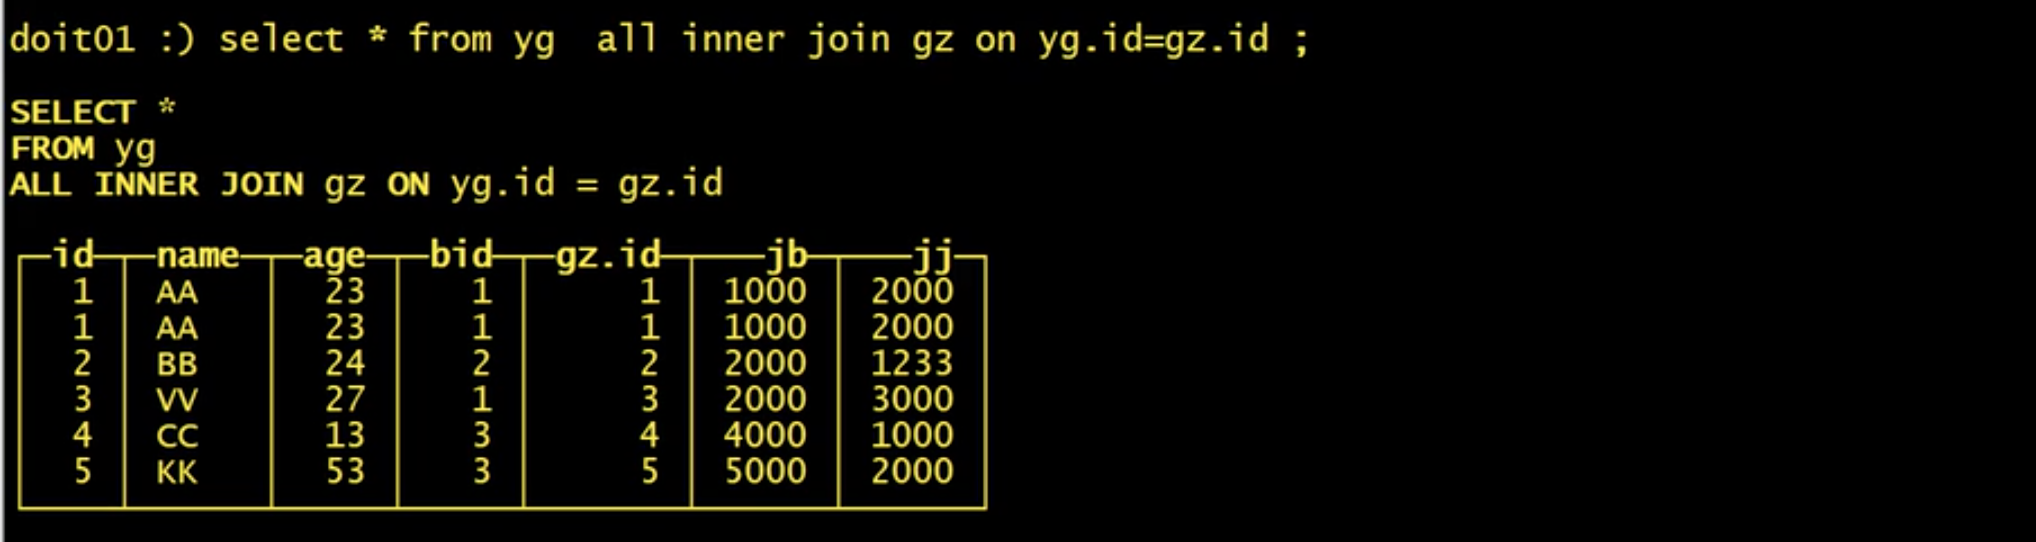 doit01 :) select * from yg  all inner join gz on yg.id=gz.id ;
SELECT *
FROM yg
ALL INNER JOIN gz ON yg.id = gz.id
id name age bid gz.id jb jj
1 AA 23 1 1 1000 2000
1 AA 23 1 1 1000 2000
2 BB 24 2 2 2000 1233
3 VV 27 1 3 2000 3000
4 CC 13 3 4 4000 1000
5 KK 53 3 5 5000 2000